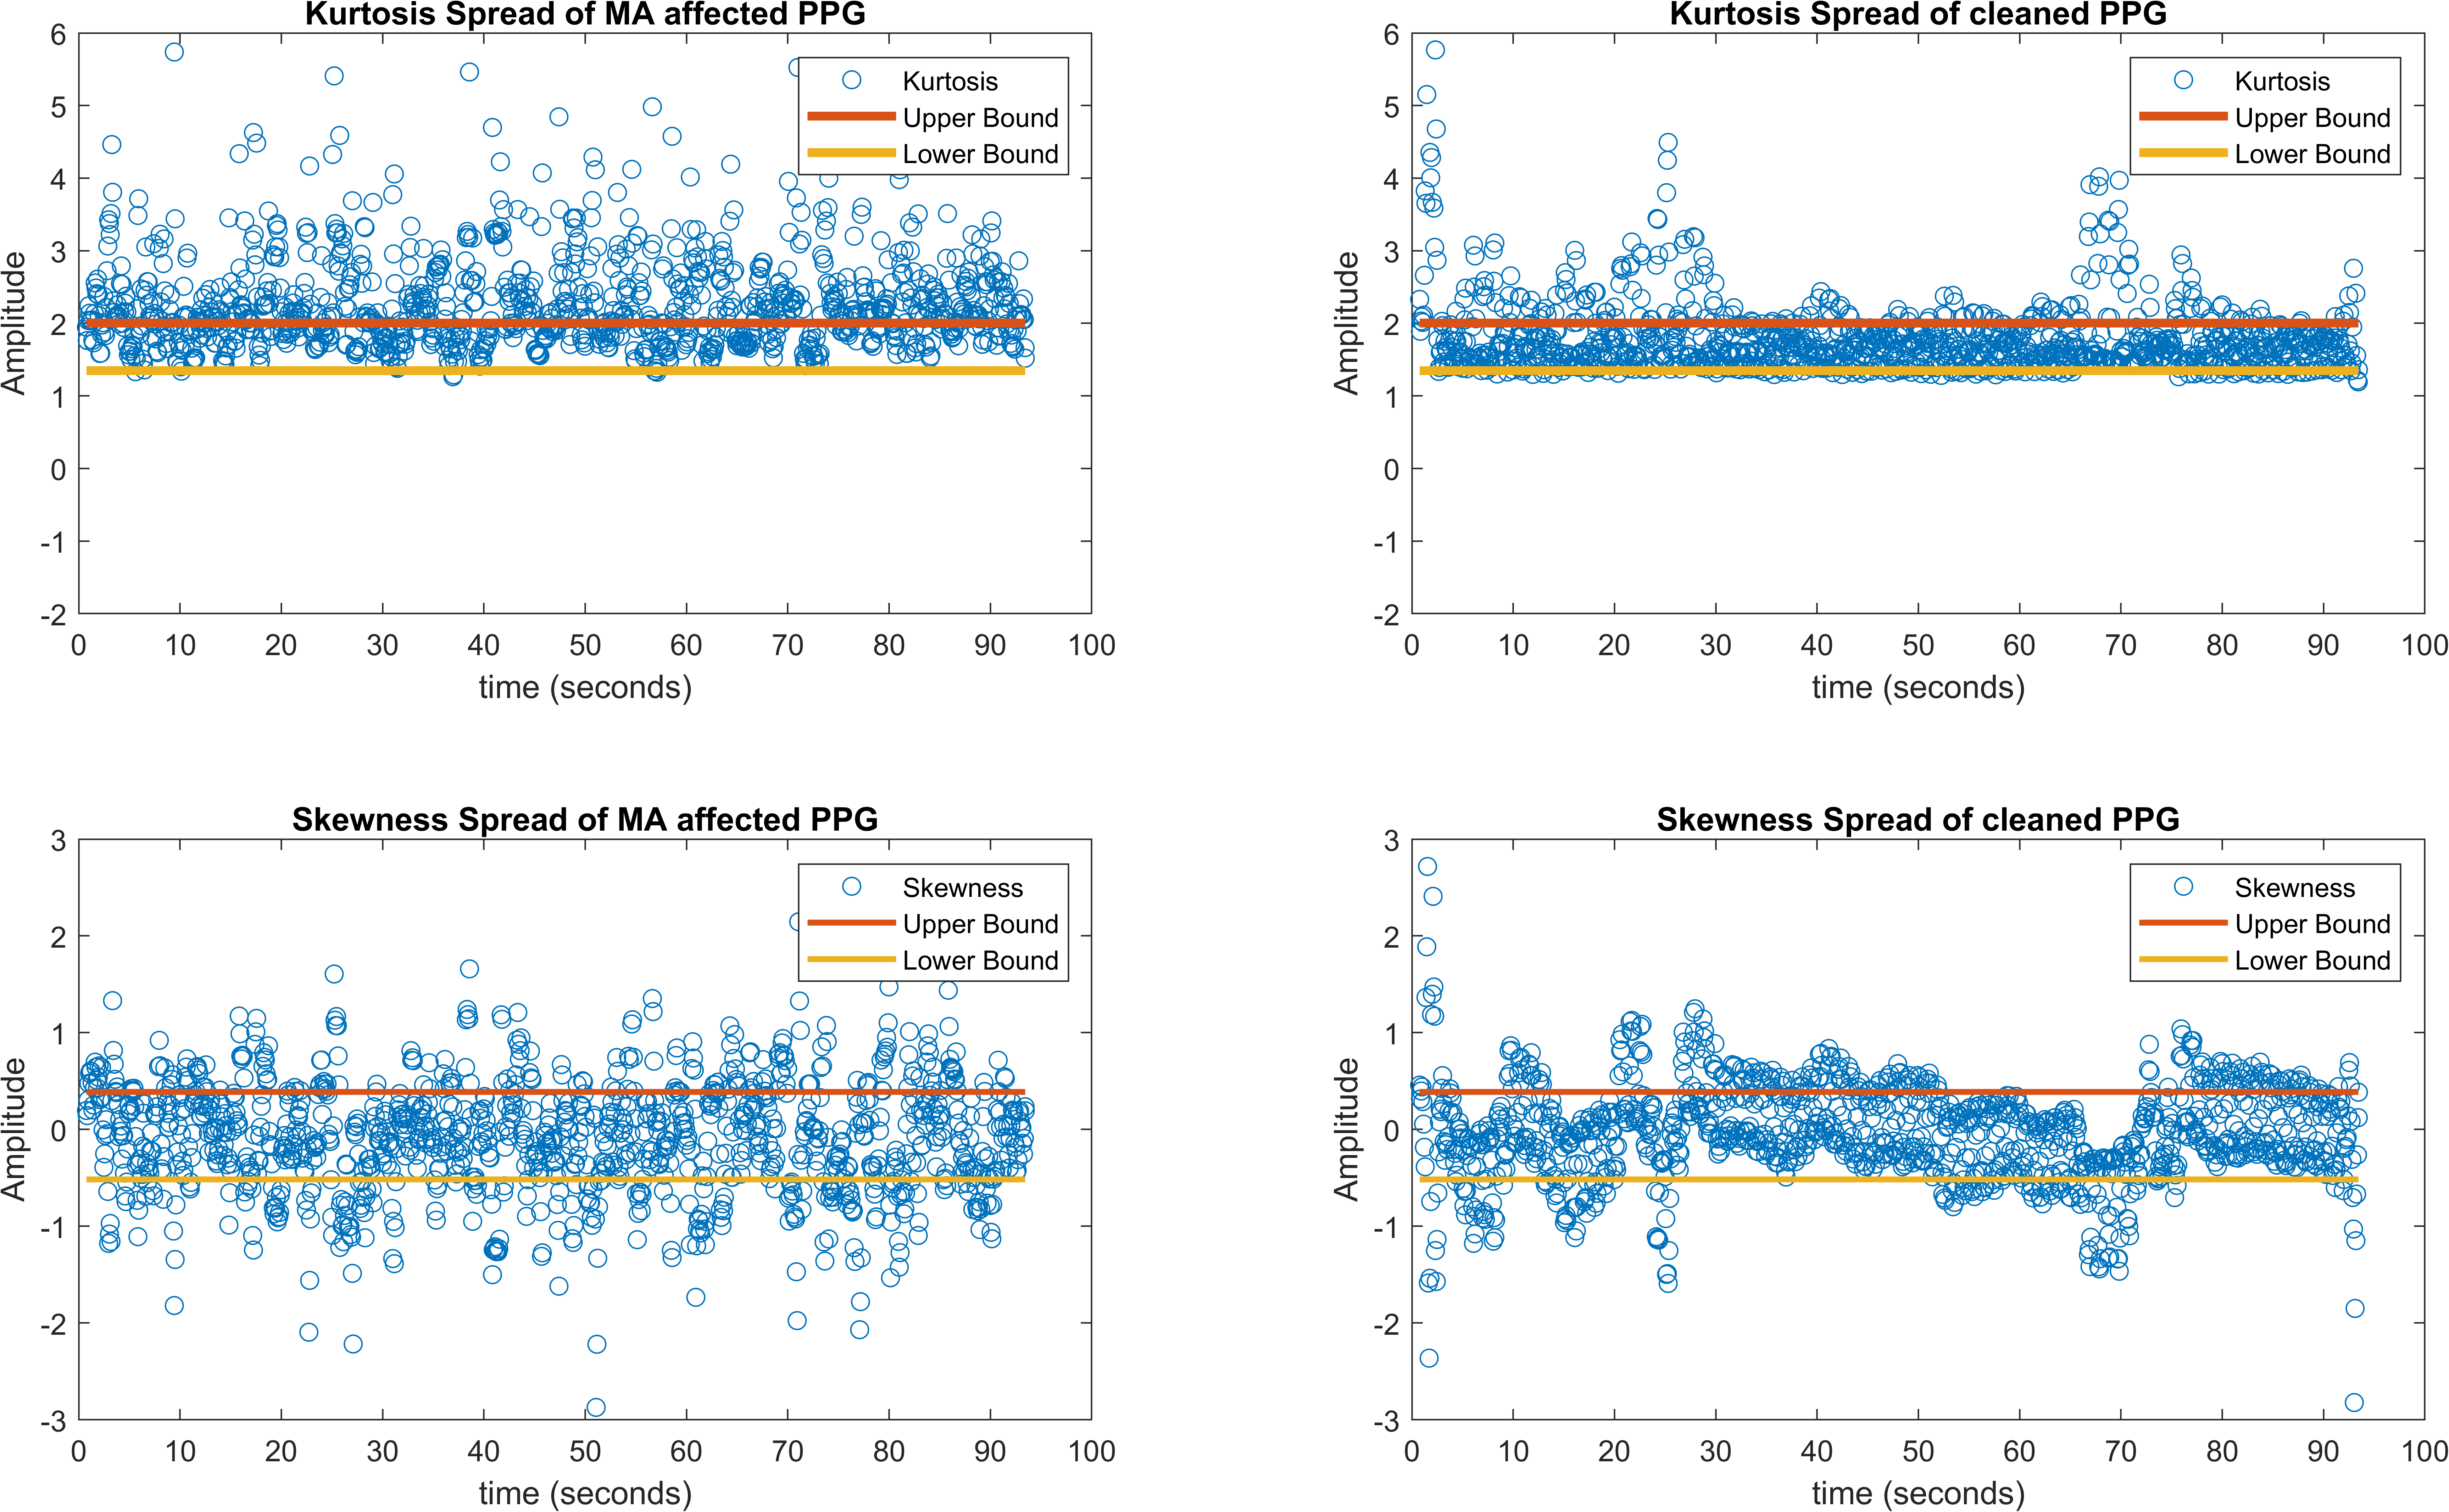 Kurtosis Spread of MA affected PPG
6
5
4
3
2
1
0
-1
-2
Amplitude
Kurtosis
Upper Bound
Lower Bound
0 10 20 30 40 50 60 70 80 90 100
time (seconds)
Kurtosis Spread of cleaned PPG
6
5
4
3
2
1
0
-1
-2
Amplitude
Kurtosis
Upper Bound
Lower Bound
0 10 20 30 40 50 60 70 80 90 100
time (seconds)
Skewness Spread of MA affected PPG
3
2
1
0
-1
-2
-3
Amplitude
Skewness
Upper Bound
Lower Bound
0 10 20 30 40 50 60 70 80 90 100
time (seconds)
Skewness Spread of cleaned PPG
3
2
1
0
-1
-2
-3
Amplitude
Skewness
Upper Bound
Lower Bound
0 10 20 30 40 50 60 70 80 90 100
time (seconds)